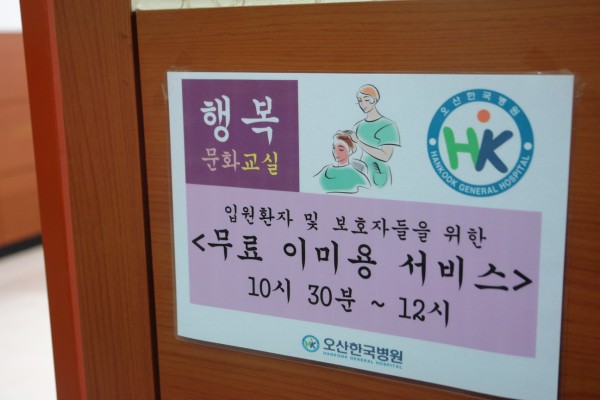 행복
문화교실
오산한국병원
HK
HANKOOK GENERAL HOSPITAL
입원환자 및 보호자들을 위한
<무료 이미용 서비스>
10시 30분 ~ 12시
HK 오산한국병원
HANKOOK GENERAL HOSPITAL